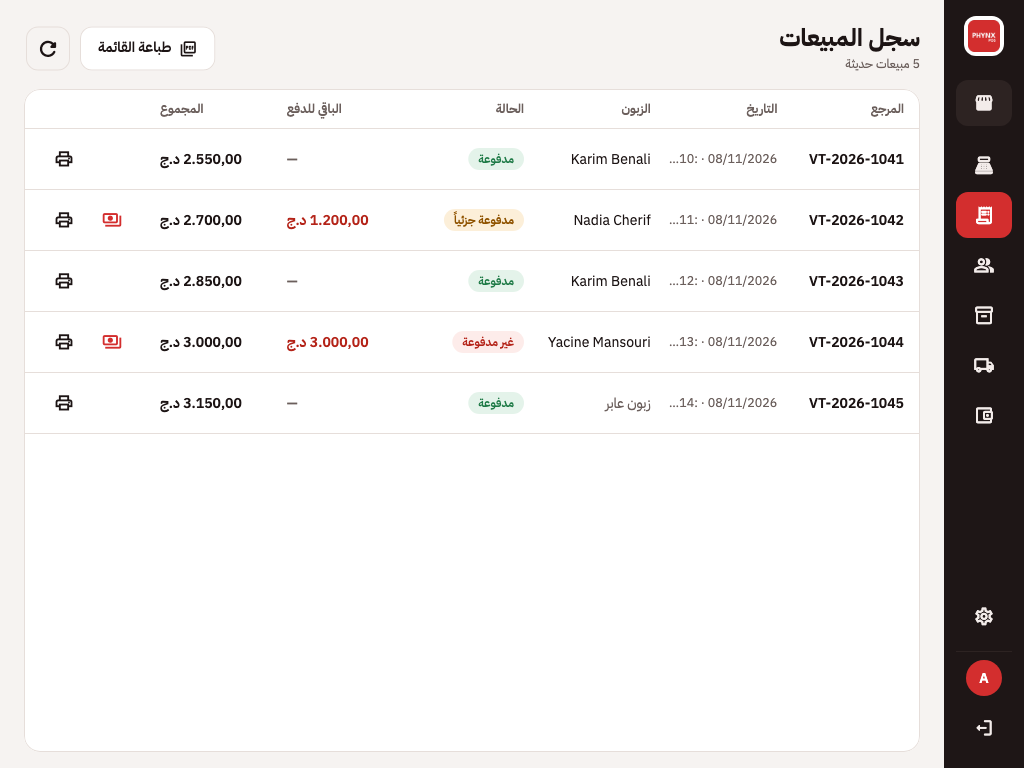 PHYNX
سجل المبيعات
5 مبيعات حديثة
طباعة القائمة
المرجع التاريخ الزبون الحالة الباقي للدفع المجموع
VT-2026-1041 08/11/2026 · 10:... Karim Benali مدفوعة — 2.550,00 د.ج
VT-2026-1042 08/11/2026 · 11:... Nadia Cherif مدفوعة جزئياً 1.200,00 د.ج 2.700,00 د.ج
VT-2026-1043 08/11/2026 · 12:... Karim Benali مدفوعة — 2.850,00 د.ج
VT-2026-1044 08/11/2026 · 13:... Yacine Mansouri غير مدفوعة 3.000,00 د.ج 3.000,00 د.ج
VT-2026-1045 08/11/2026 · 14:... زبون عابر مدفوعة — 3.150,00 د.ج
A